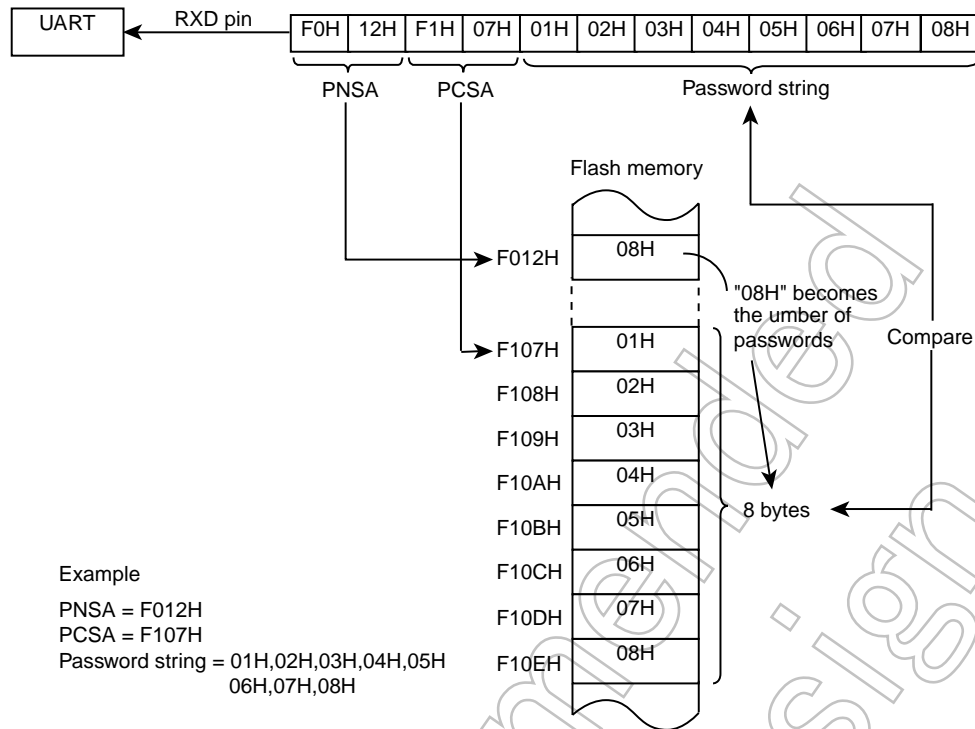 UART
RXD pin
F0H 12H F1H 07H 01H 02H 03H 04H 05H 06H 07H 08H
PNSA PCSA Password string
Flash memory
F012H 08H
"08H" becomes
the umber of
passwords
Compare
F107H 01H
F108H 02H
F109H 03H
F10AH 04H
F10BH 05H
8 bytes
F10CH 06H
F10DH 07H
F10EH 08H
Example
PNSA = F012H
PCSA = F107H
Password string = 01H,02H,03H,04H,05H
06H,07H,08H